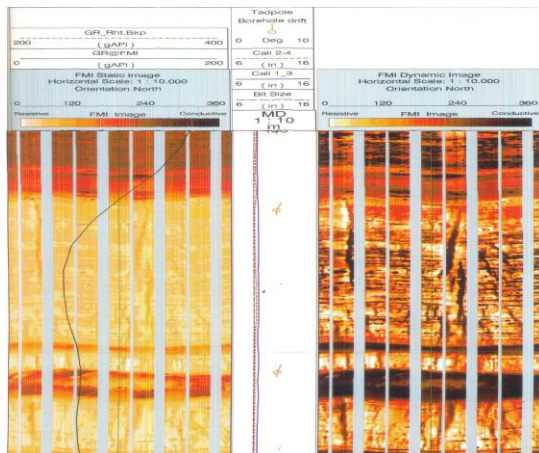 GR_Rht.Bkp
200 (gAPI) 400
GR@FMI
0 (gAPI) 200
FMI Static Image
Horizontal Scale: 1 : 10.000
Orientation North
0 120 240 360
Resistive FMI Image Conductive
Tadpole
Borehole drift
0 Deg 10
Cali 2-4
6 (in) 16
Cali 1_3
6 (in) 16
Bit Size
6 (in) 16
MD
1 : 10
m
FMI Dynamic Image
Horizontal Scale: 1 : 10.000
Orientation North
0 120 240 360
Resistive FMI Image Conductive